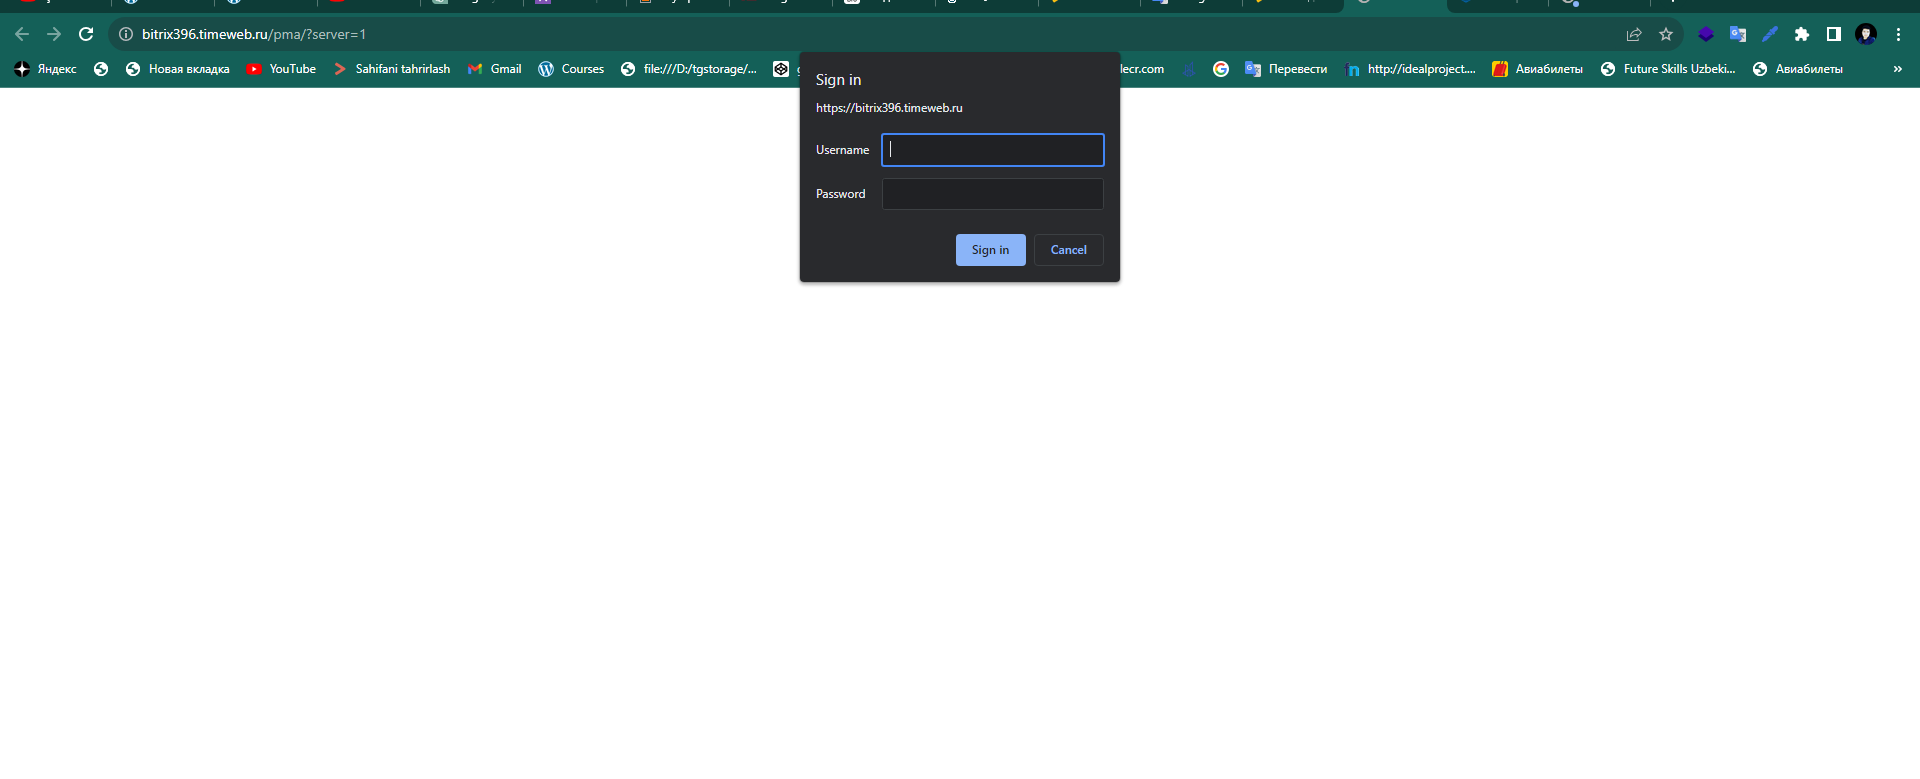 bitrix396.timeweb.ru/pma/?server=1
Яндекс Новая вкладка YouTube Sahifani tahrirlash Gmail Courses file:///D:/tgstorage/... lecr.com Перевести http://idealproject.... Авиабилеты Future Skills Uzbeki... Авиабилеты »
Sign in
https://bitrix396.timeweb.ru
Username
Password
Sign in Cancel